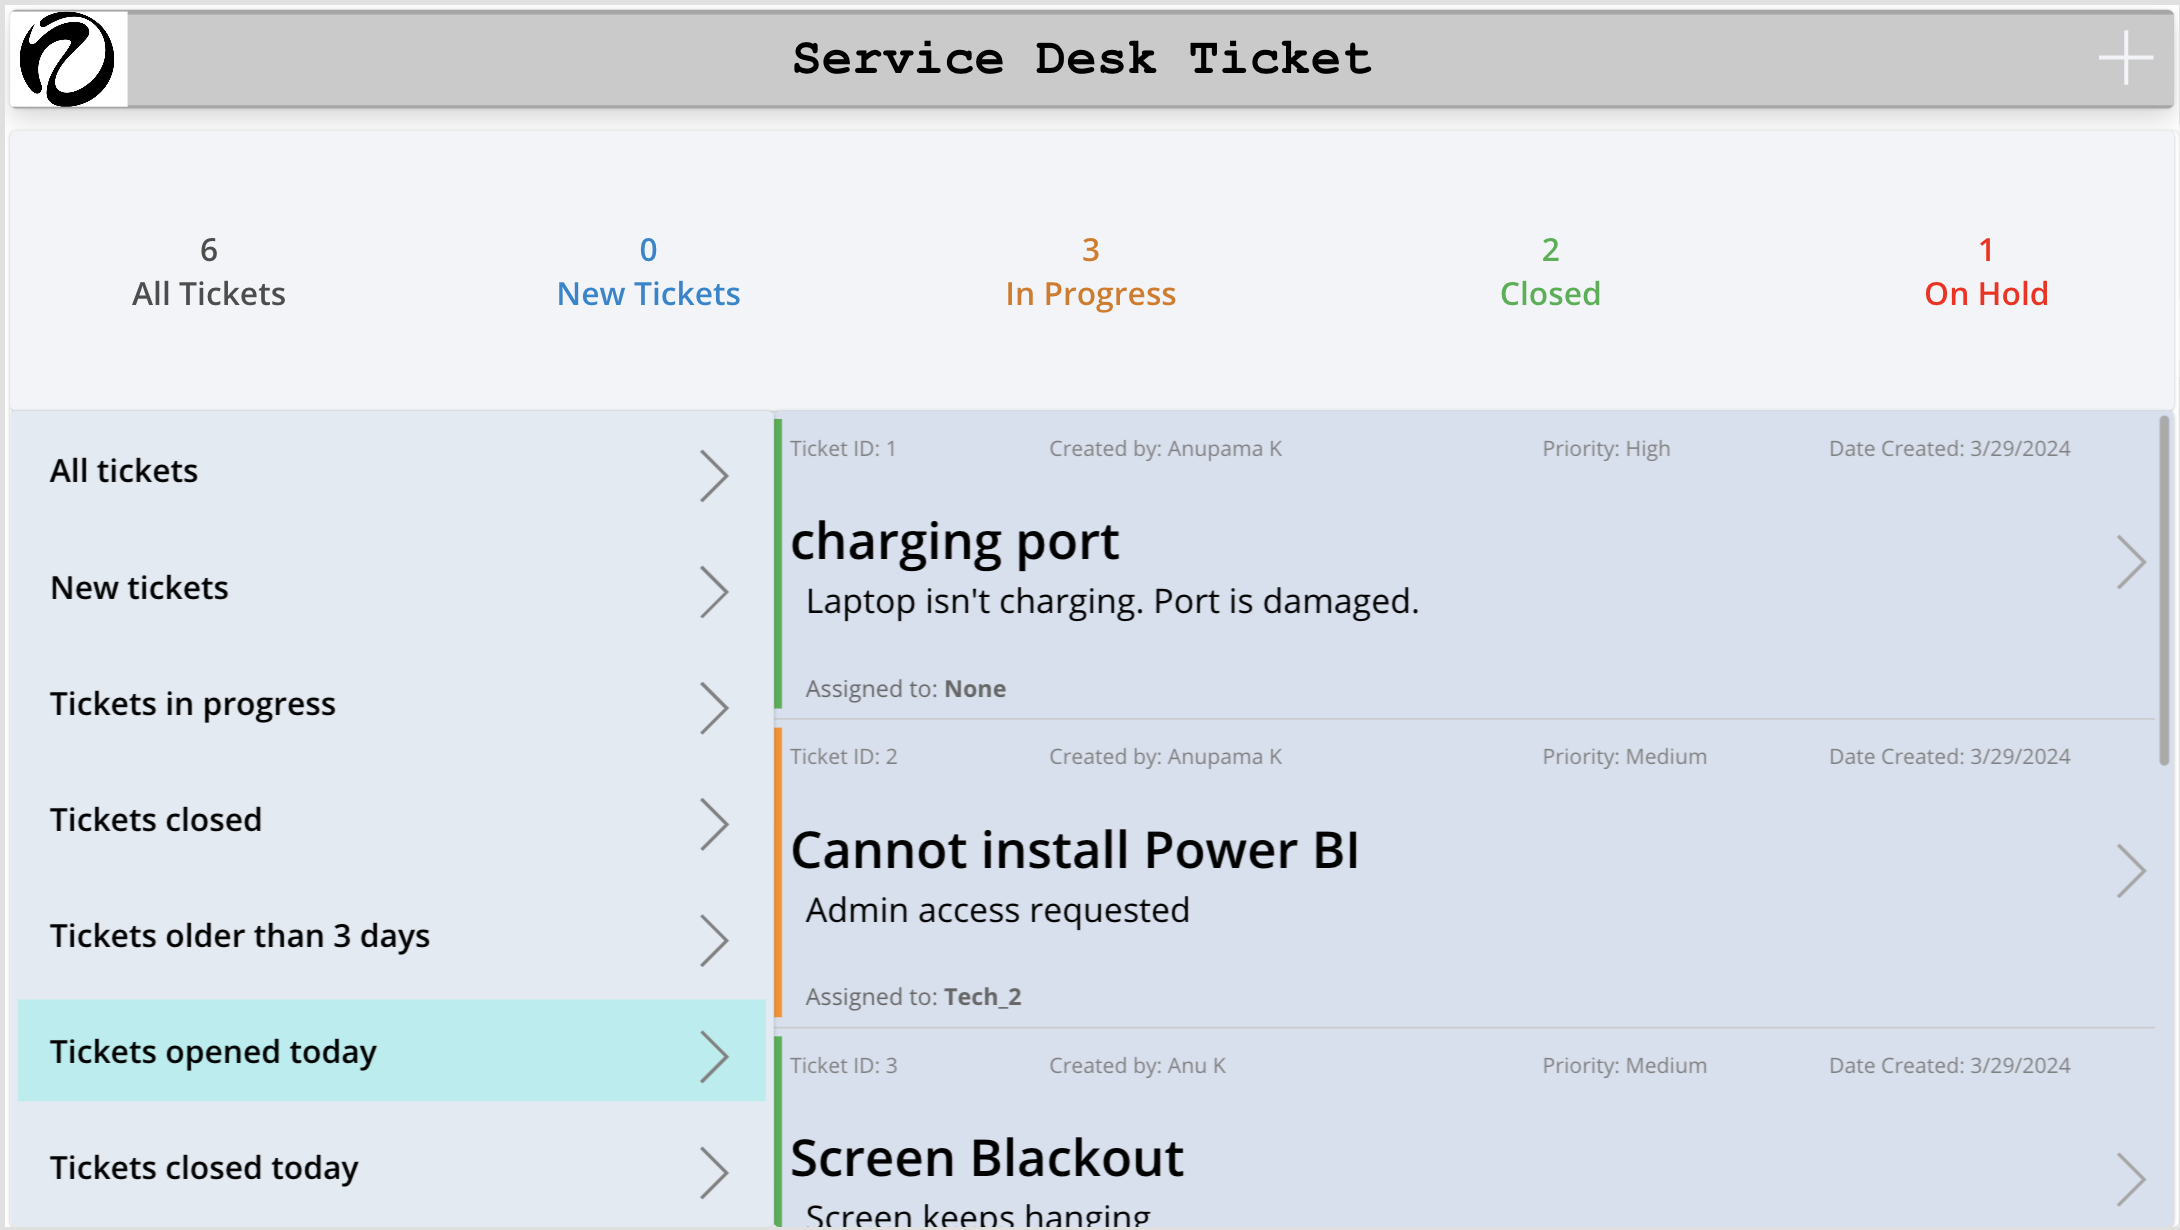 Service Desk Ticket
6
All Tickets
0
New Tickets
3
In Progress
2
Closed
1
On Hold
All tickets
New tickets
Tickets in progress
Tickets closed
Tickets older than 3 days
Tickets opened today
Tickets closed today
Ticket ID: 1 Created by: Anupama K Priority: High Date Created: 3/29/2024
charging port
Laptop isn't charging. Port is damaged.
Assigned to: None
Ticket ID: 2 Created by: Anupama K Priority: Medium Date Created: 3/29/2024
Cannot install Power BI
Admin access requested
Assigned to: Tech_2
Ticket ID: 3 Created by: Anu K Priority: Medium Date Created: 3/29/2024
Screen Blackout
Screen keeps hanging